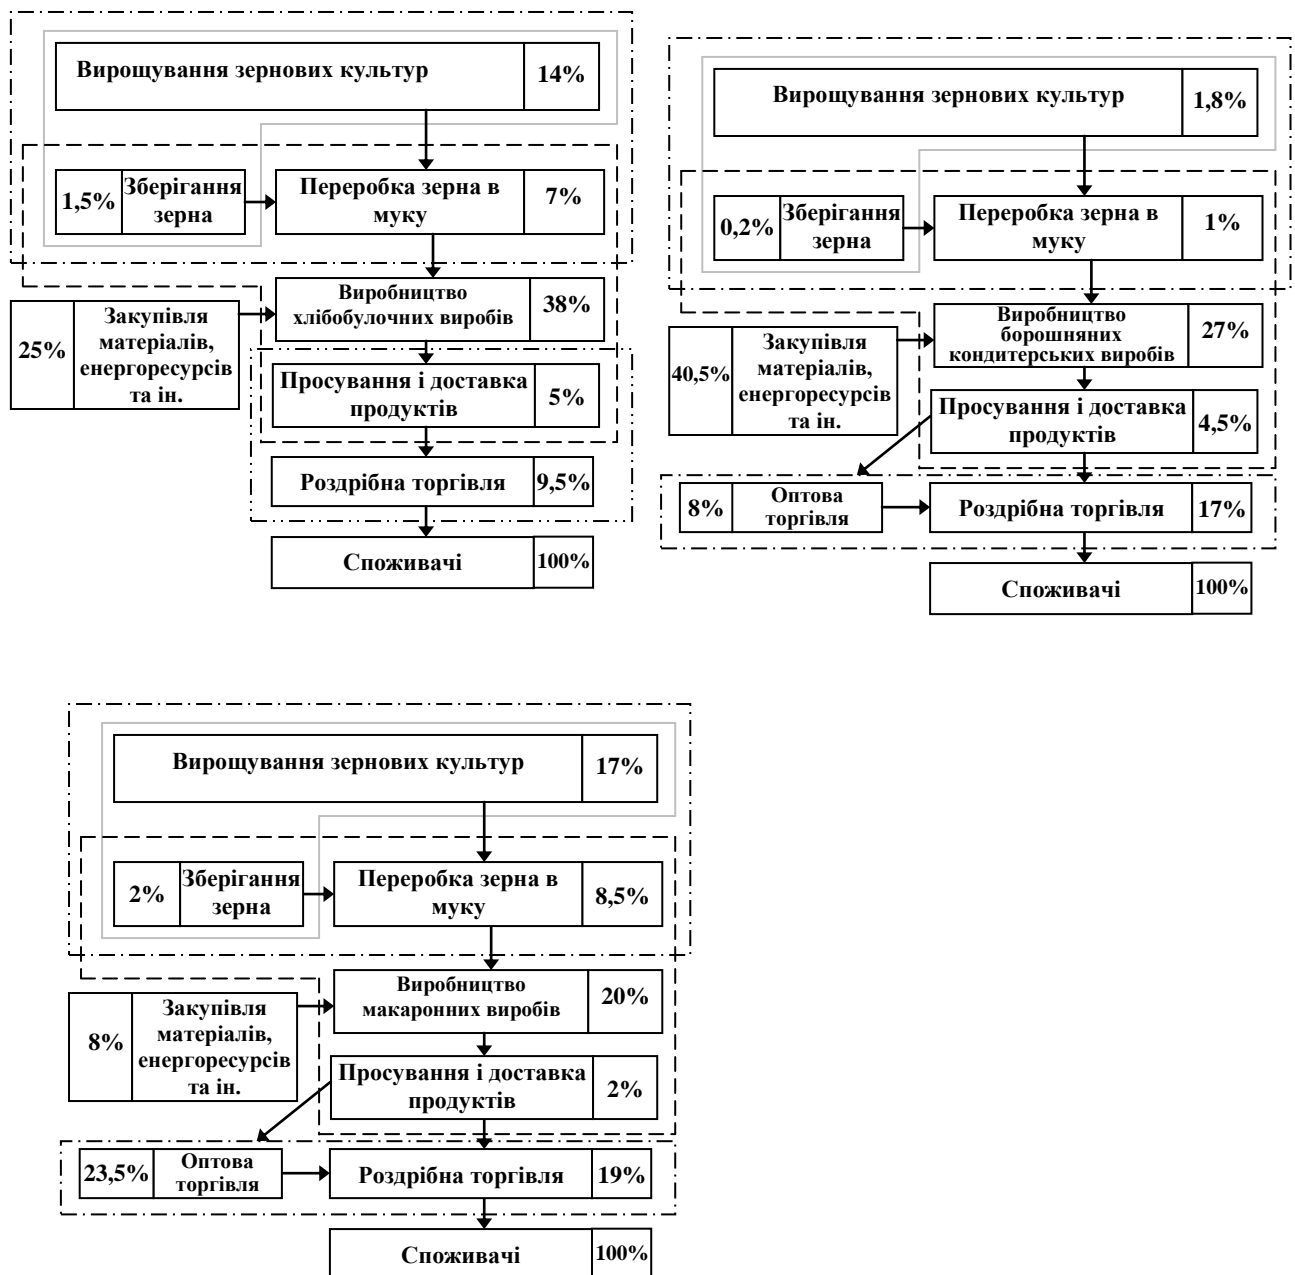 Вирощування зернових культур
14%
1,5%
Зберігання
зерна
Переробка зерна в
муку
7%
Виробництво
хлібобулочних виробів
38%
25%
Закупівля
матеріалів,
енергоресурсів
та ін.
Просування і доставка
продуктів
5%
Роздрібна торгівля
9,5%
Споживачі
100%
Вирощування зернових культур
1,8%
0,2%
Зберігання
зерна
Переробка зерна в
муку
1%
Виробництво
борошняних
кондитерських виробів
27%
40,5%
Закупівля
матеріалів,
енергоресурсів
та ін.
Просування і доставка
продуктів
4,5%
8%
Оптова
торгівля
Роздрібна торгівля
17%
Споживачі
100%
Вирощування зернових культур
17%
2%
Зберігання
зерна
Переробка зерна в
муку
8,5%
Виробництво
макаронних виробів
20%
8%
Закупівля
матеріалів,
енергоресурсів
та ін.
Просування і доставка
продуктів
2%
23,5%
Оптова
торгівля
Роздрібна торгівля
19%
Споживачі
100%